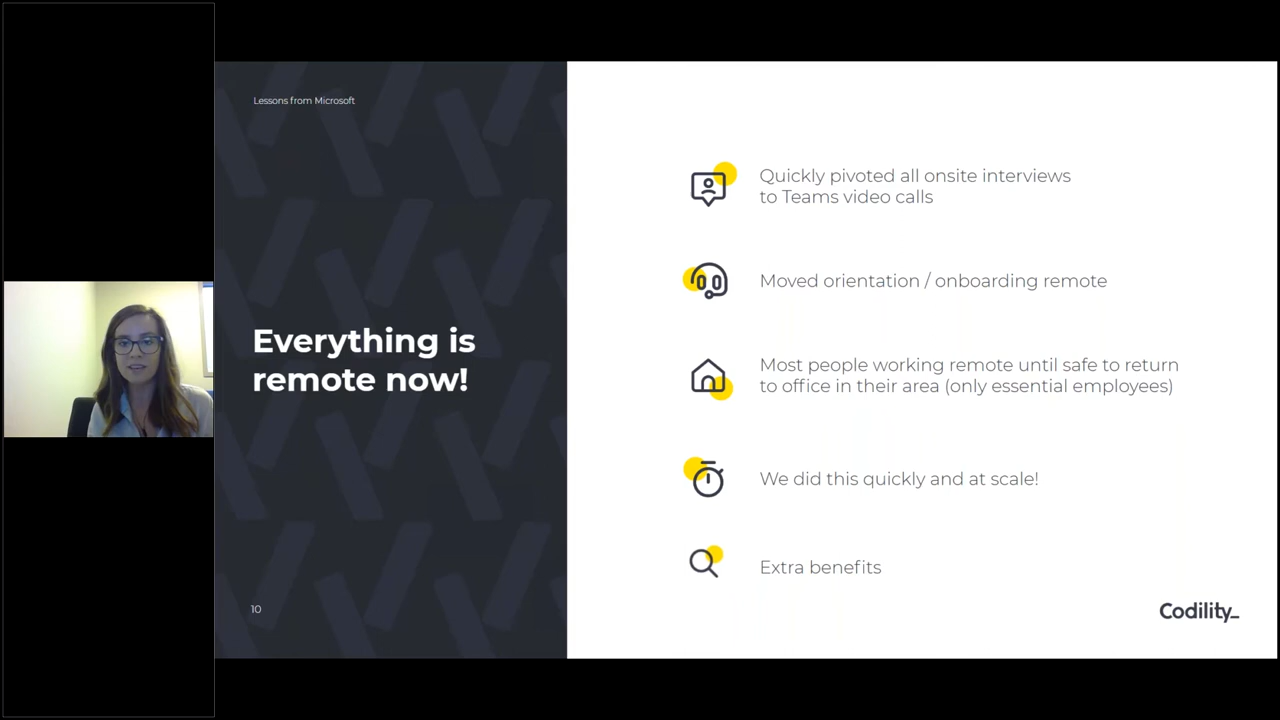 Lessons from Microsoft
Everything is
remote now!
10
Quickly pivoted all onsite interviews
to Teams video calls
Moved orientation / onboarding remote
Most people working remote until safe to return
to office in their area (only essential employees)
We did this quickly and at scale!
Extra benefits
Codility_